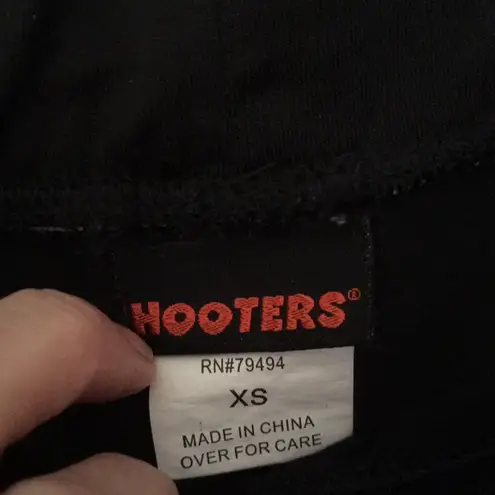 HOOTERS®
RN#79494
XS
MADE IN CHINA
OVER FOR CARE